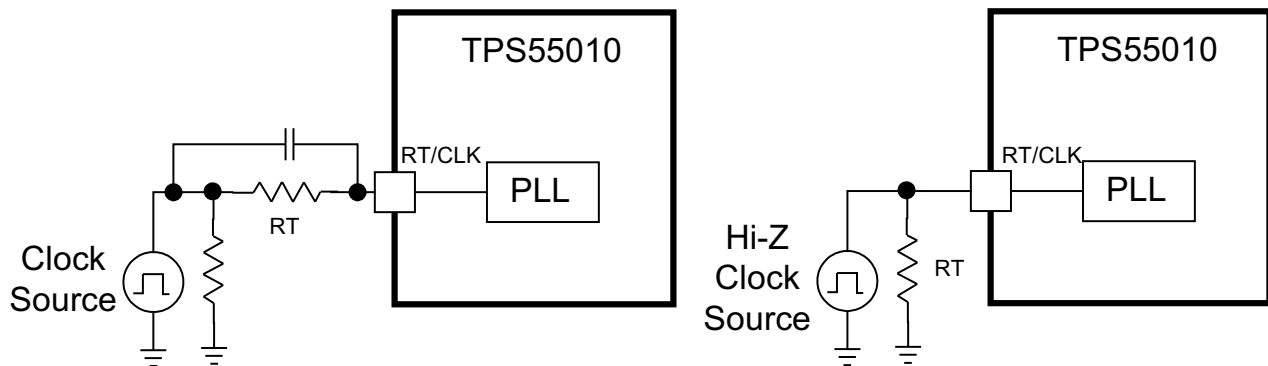 TPS55010
RT/CLK
PLL
RT
Clock
Source
TPS55010
RT/CLK
PLL
Hi-Z
Clock
Source
RT